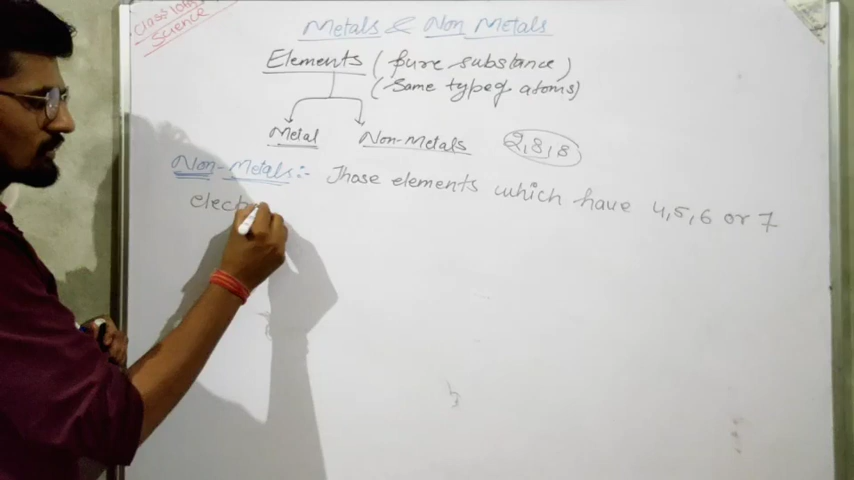 Class 10th
Science
Metals & Non Metals
Elements (pure substance)
(Same type of atoms)
Metal Non-Metals 2,8,8
Non-Metals:- Those elements which have 4,5,6 or 7
elect